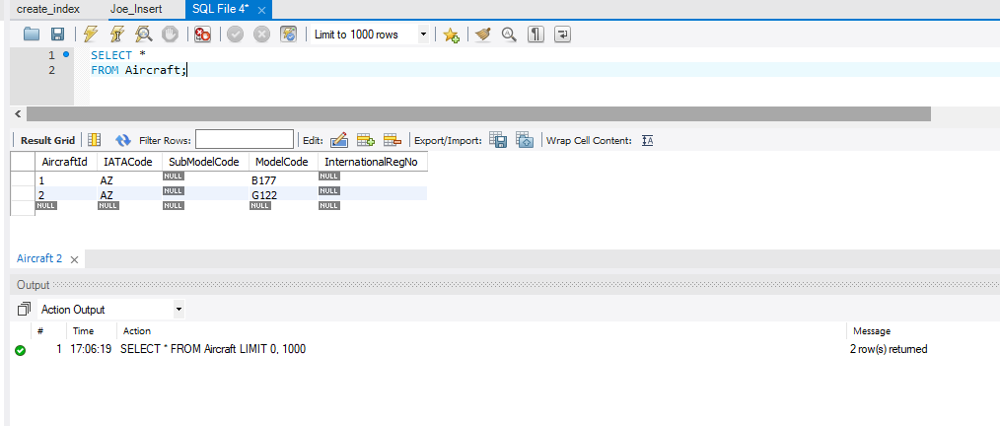 create_index Joe_Insert SQL File 4* ×
Limit to 1000 rows
1 SELECT *
2 FROM Aircraft;
Result Grid Filter Rows: Edit: Export/Import: Wrap Cell Content: IA
AircraftId IATACode SubModelCode ModelCode InternationalRegNo
1 AZ NULL B177 NULL
2 AZ NULL G122 NULL
NULL NULL NULL NULL NULL
Aircraft 2 ×
Output
Action Output
# Time Action Message
1 17:06:19 SELECT * FROM Aircraft LIMIT 0, 1000 2 row(s) returned